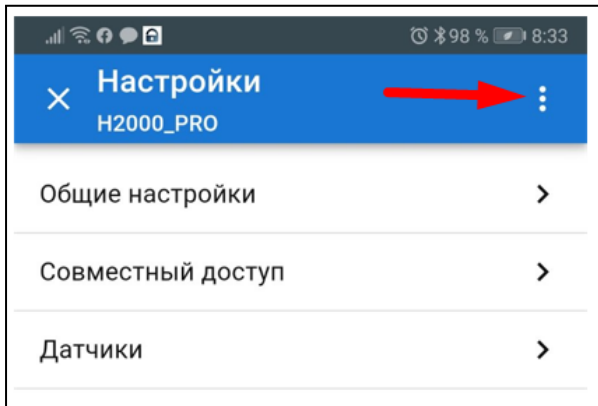 98 % 8:33
Настройки
H2000_PRO
Общие настройки
Совместный доступ
Датчики